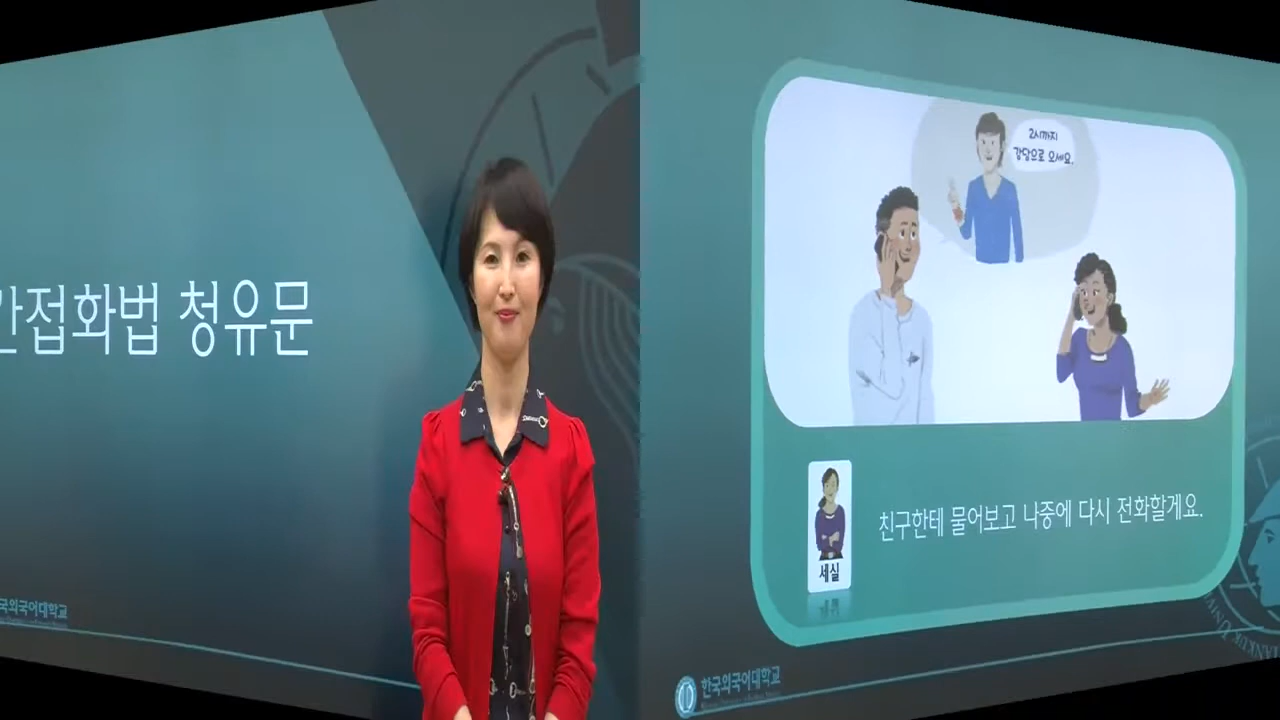 간접화법 청유문
국외국어대학교
2시까지
강당으로 오세요.
친구한테 물어보고 나중에 다시 전화할게요.
세실
한국외국어대학교